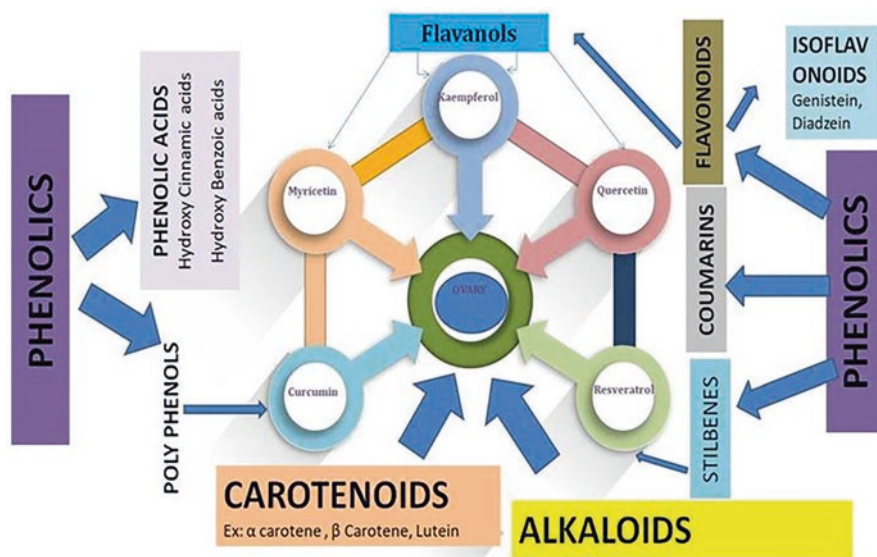 Flavanols
Kaempferol
Myricetin
Quercetin
OVARY
Curcumin
Resveratrol
PHENOLICS
PHENOLIC ACIDS
Hydroxy Cinnamic acids
Hydroxy Benzoic acids
POLY PHENOLS
FLAVONOIDS
ISOFLAV
ONOIDS
Genistein,
Diadzein
COUMARINS
STILBENES
PHENOLICS
CAROTENOIDS
Ex: α carotene , β Carotene, Lutein
ALKALOIDS